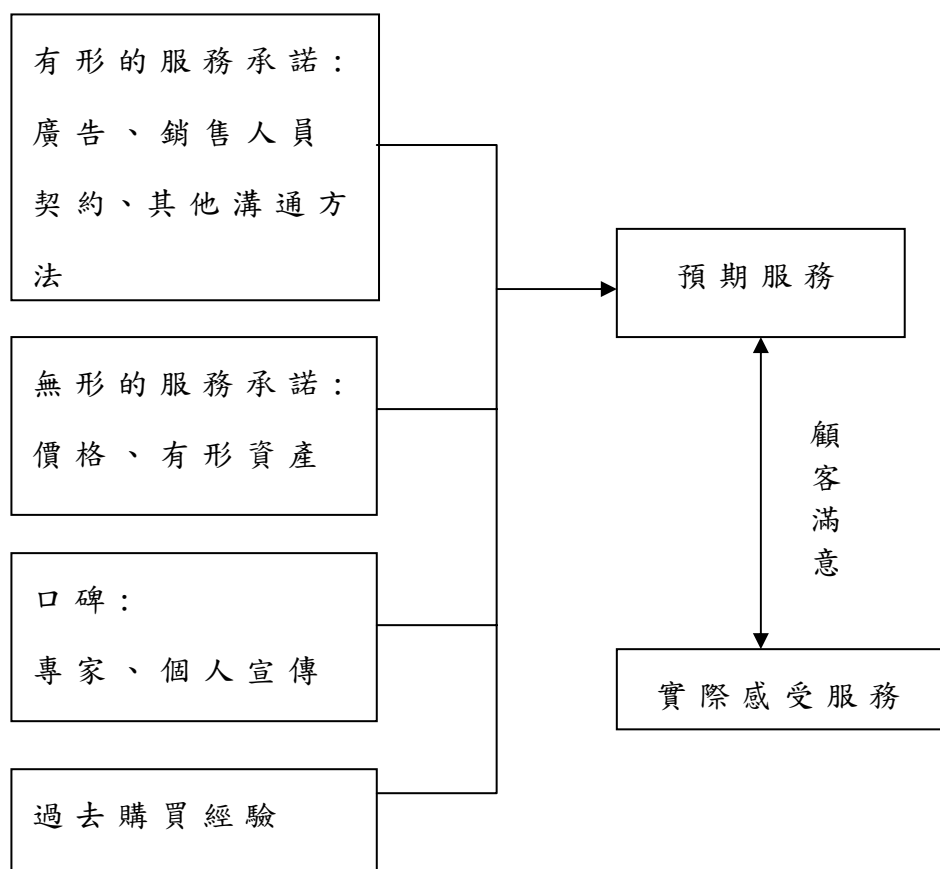 有形的服務承諾:
廣告、銷售人員
契約、其他溝通方
法
無形的服務承諾:
價格、有形資產
口碑:
專家、個人宣傳
過去購買經驗
預期服務
顧客滿意
實際感受服務